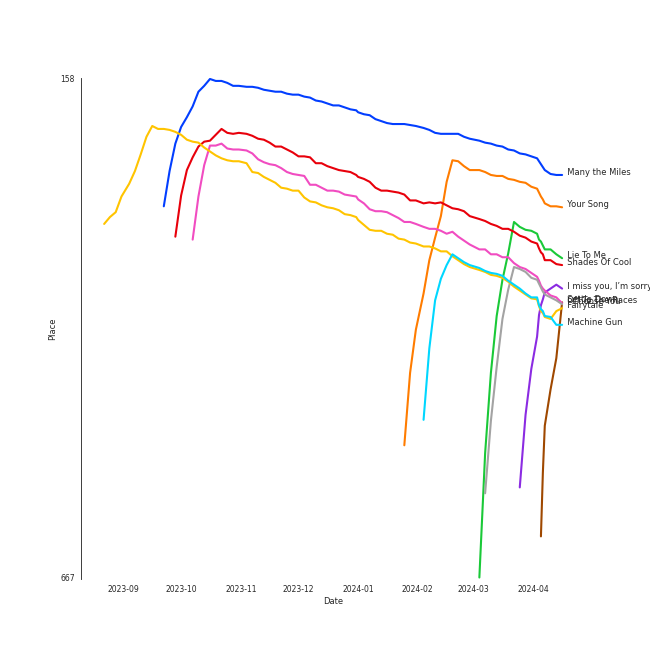 158
Many the Miles
Your Song
Lie To Me
Shades Of Cool
I miss you, I'm sorry
Fairytale
Machine Gun
Place
667
2023-09
2023-10
2023-11
2023-12
2024-01
2024-02
2024-03
2024-04
Date